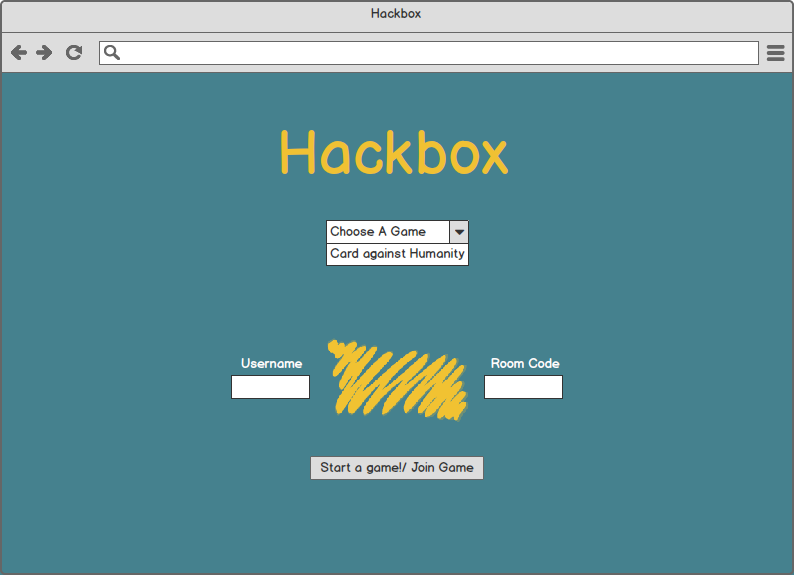 Hackbox
Hackbox
Choose A Game
Card against Humanity
Username
Room Code
Start a game!/ Join Game